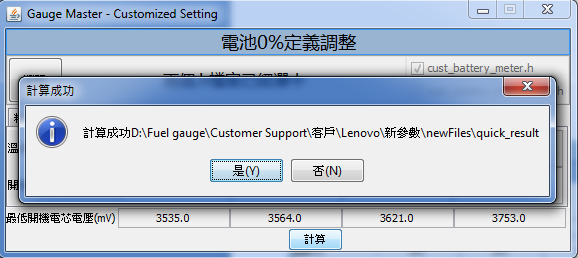 Gauge Master - Customized Setting
電池0%定義調整
cust_battery_meter.h
計算成功
計算成功D:\Fuel gauge\Customer Support\客戶\Lenovo\新參數\newFiles\quick_result
是(Y) 否(N)
最低開機電芯電壓(mV) 3535.0 3564.0 3621.0 3753.0
計算